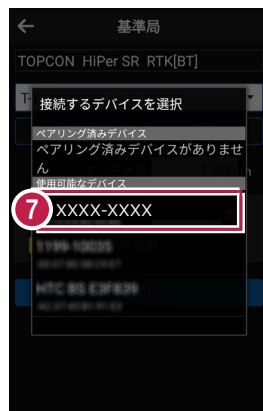 ← 基準局
TOPCON HiPer SR RTK[BT]
T-
接続するデバイスを選択
ペアリング済みデバイス
ペアリング済みデバイスがありませ
ん
使用可能なデバイス
7 XXXX-XXXX